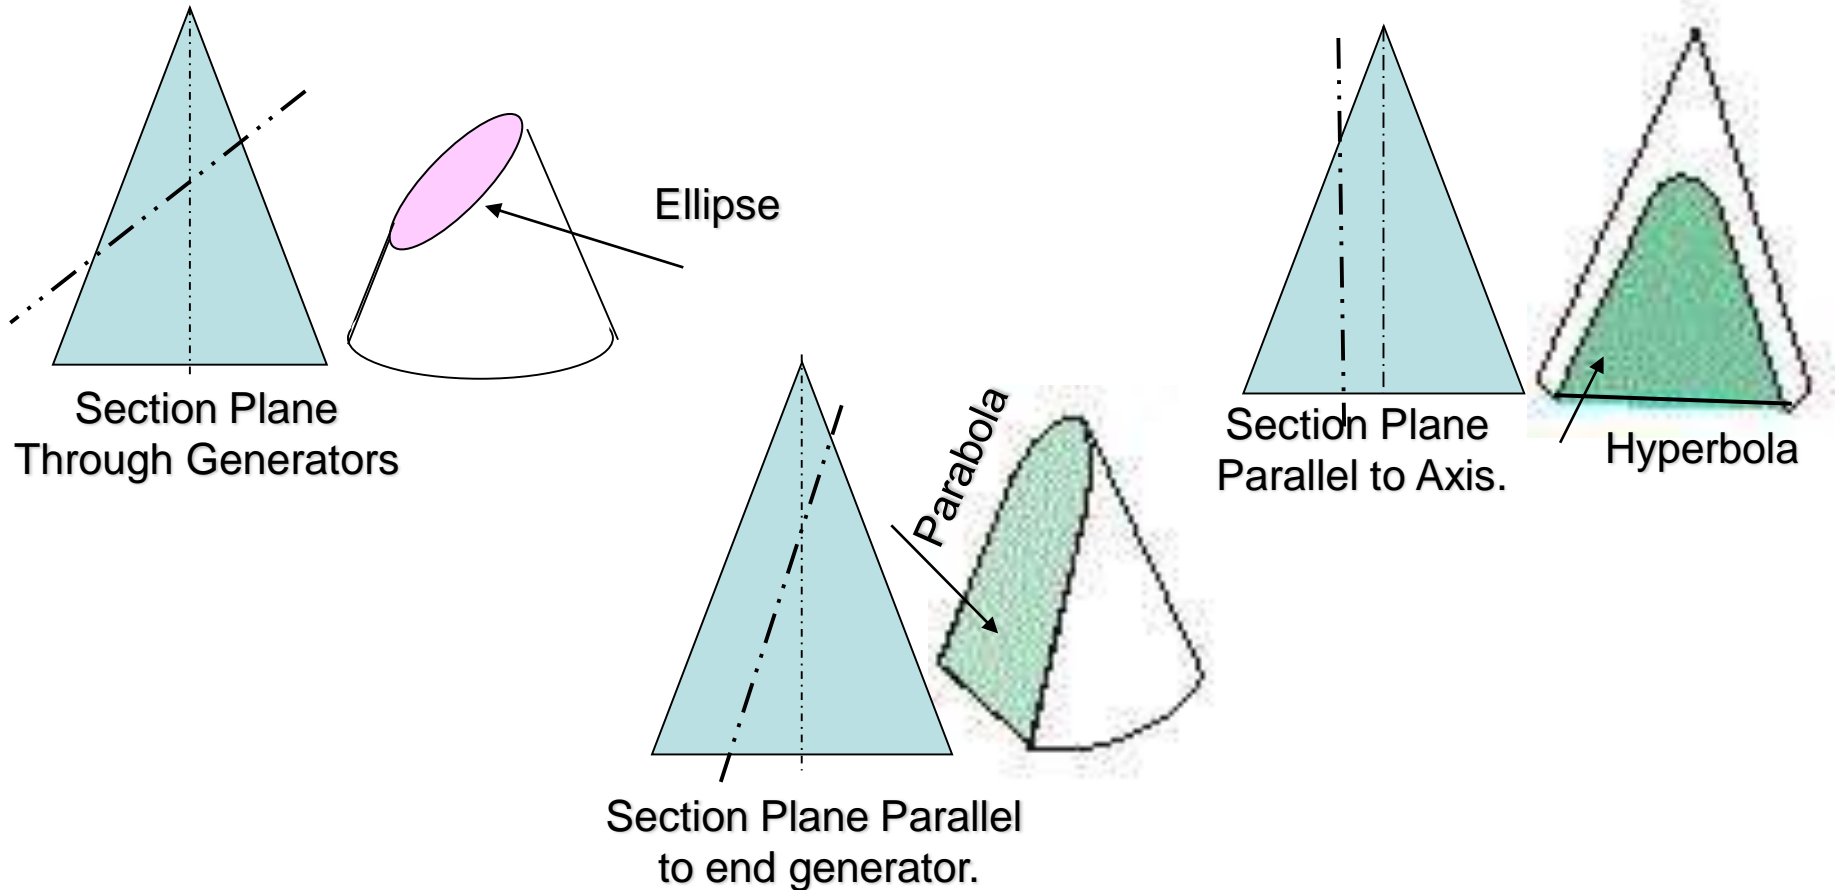 Ellipse
Section Plane
Through Generators
Parabola
Section Plane Parallel
to end generator.
Section Plane
Parallel to Axis.
Hyperbola